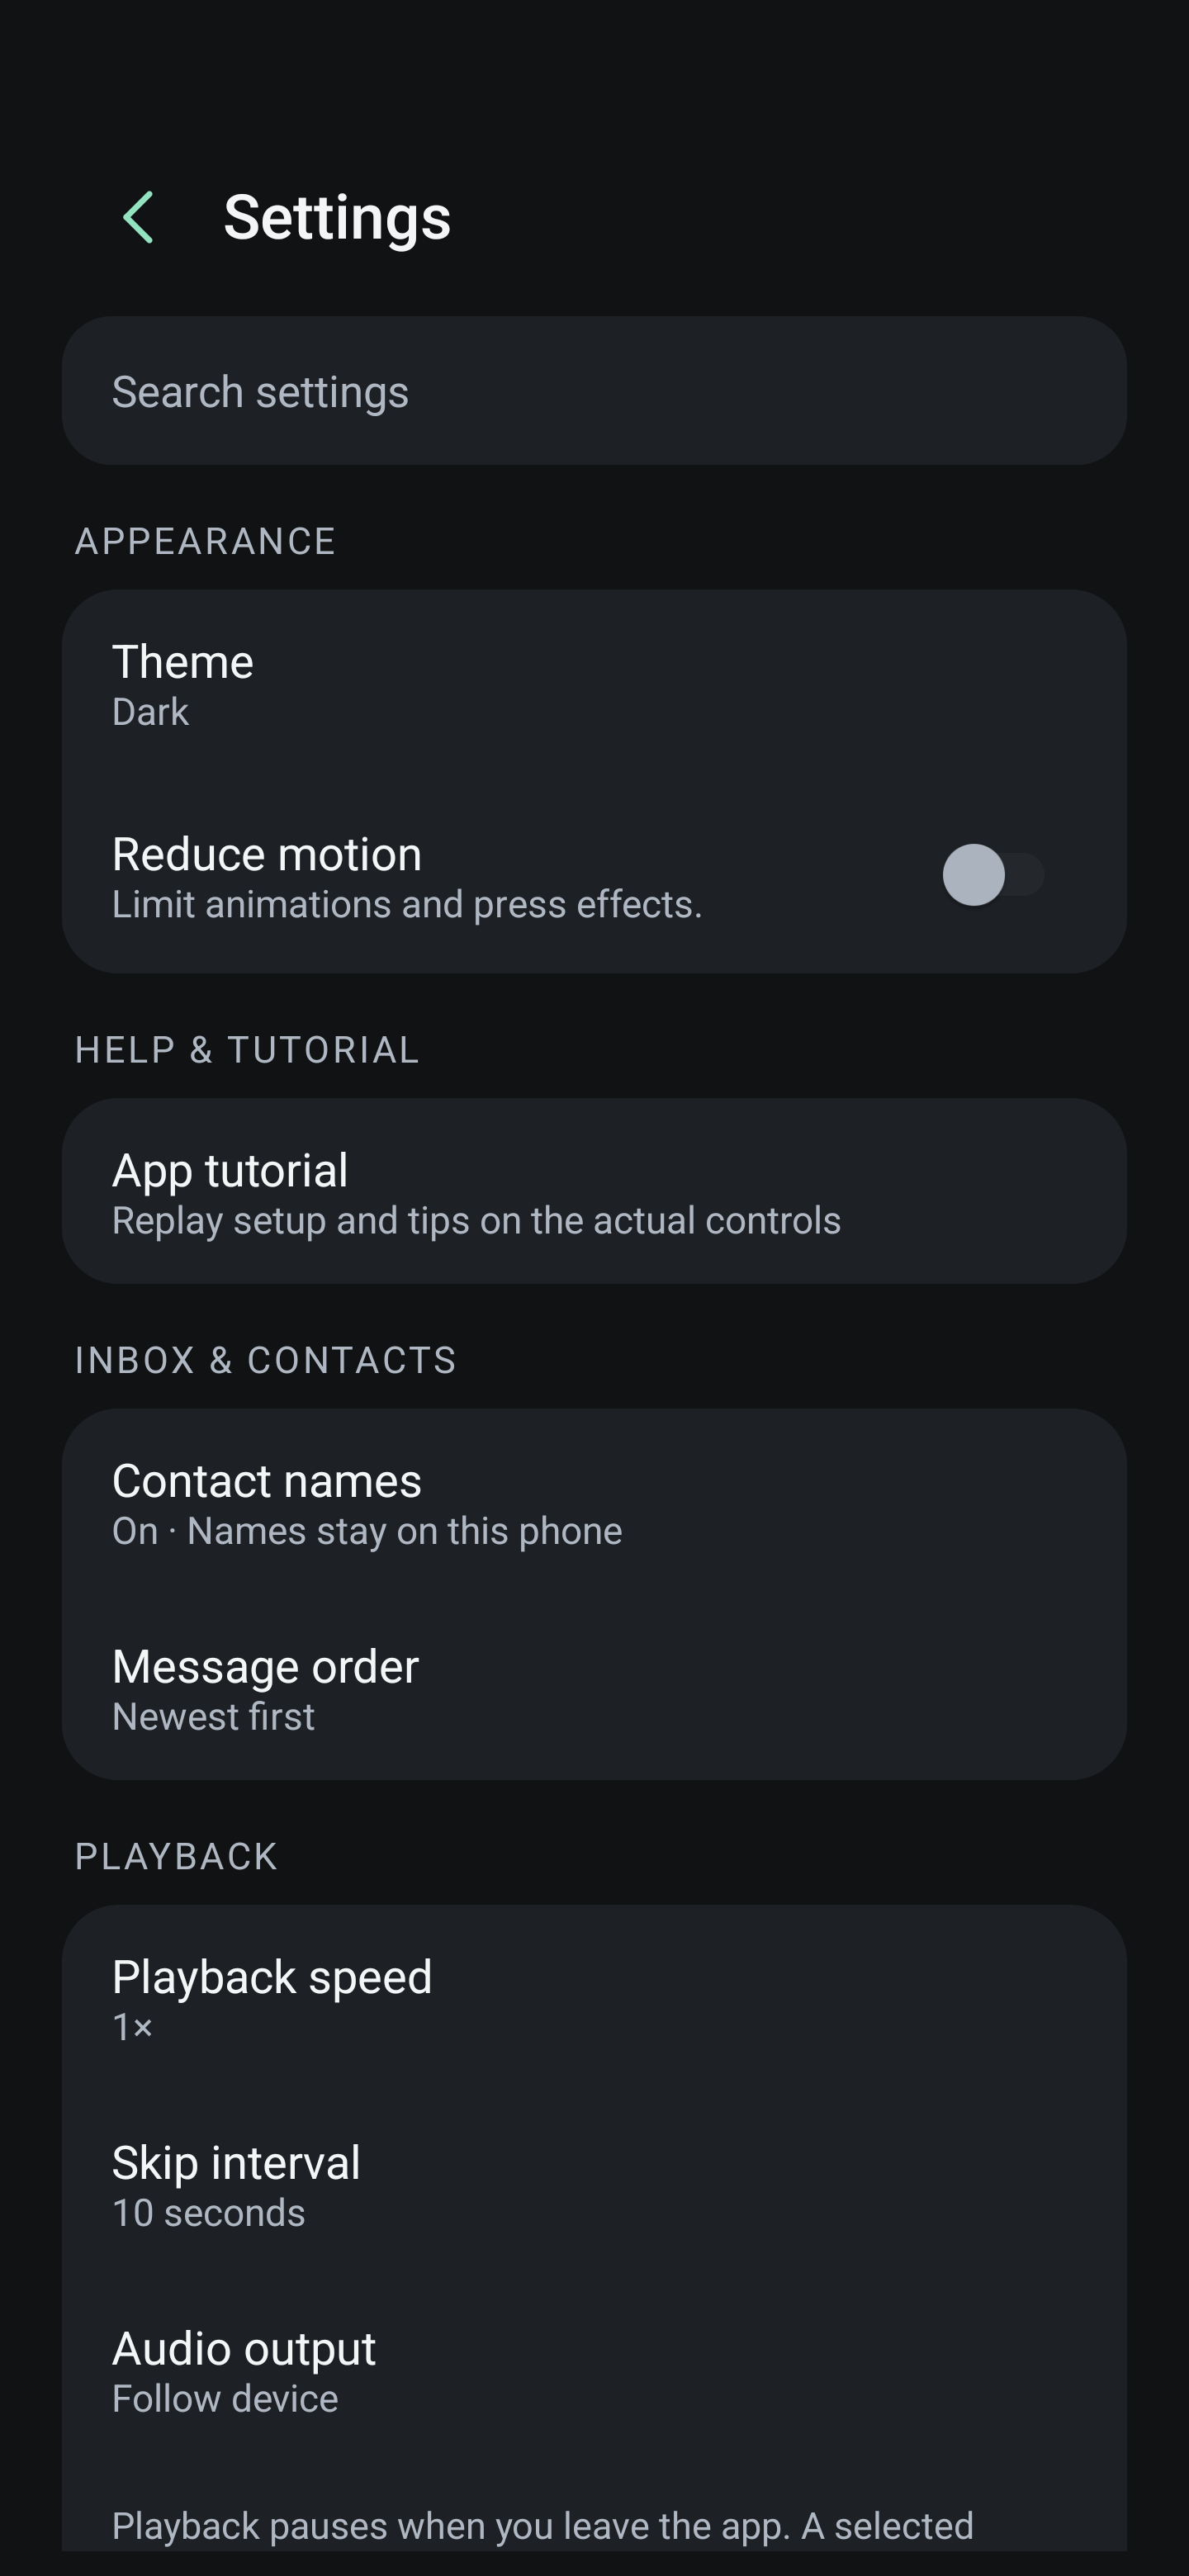 Settings
Search settings
APPEARANCE
Theme
Dark
Reduce motion
Limit animations and press effects.
HELP & TUTORIAL
App tutorial
Replay setup and tips on the actual controls
INBOX & CONTACTS
Contact names
On · Names stay on this phone
Message order
Newest first
PLAYBACK
Playback speed
1×
Skip interval
10 seconds
Audio output
Follow device
Playback pauses when you leave the app. A selected